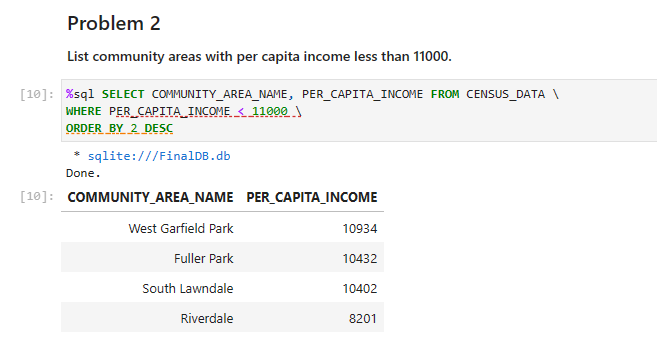 Problem 2
List community areas with per capita income less than 11000.
[10]: %sql SELECT COMMUNITY_AREA_NAME, PER_CAPITA_INCOME FROM CENSUS_DATA \
WHERE PER_CAPITA_INCOME < 11000 \
ORDER BY 2 DESC
* sqlite:///FinalDB.db
Done.
[10]: COMMUNITY_AREA_NAME PER_CAPITA_INCOME
West Garfield Park 10934
Fuller Park 10432
South Lawndale 10402
Riverdale 8201